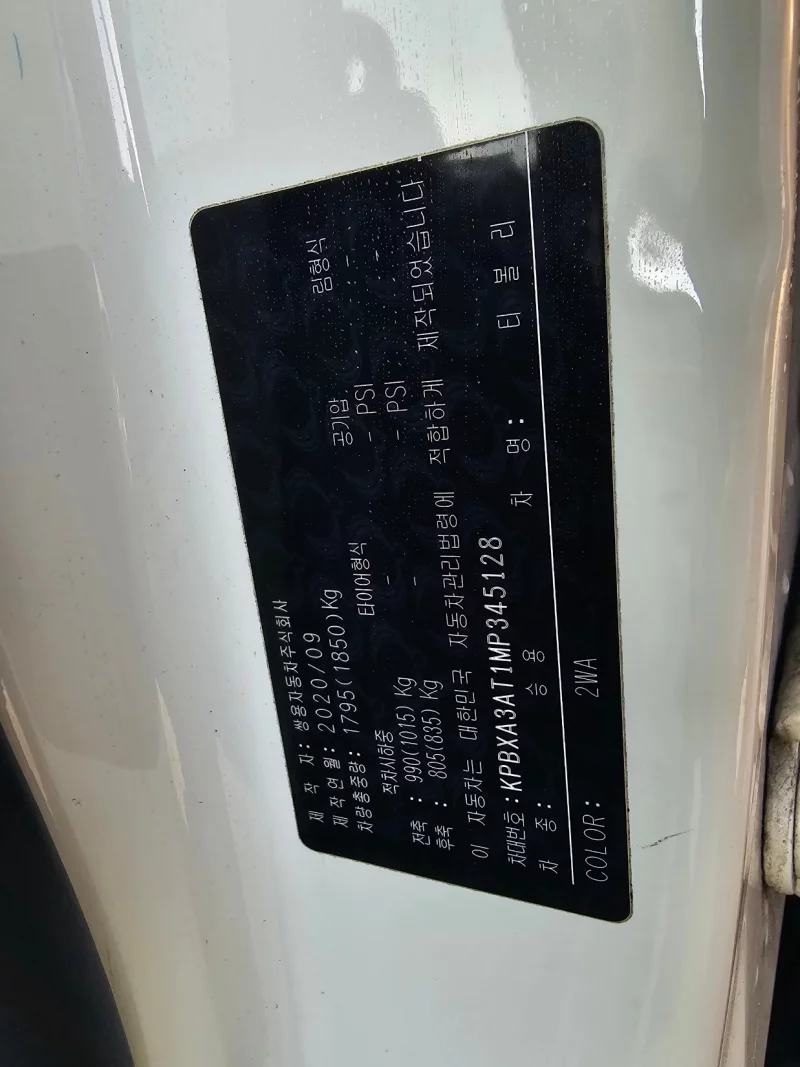 제 작 자: 쌍용자동차주식회사
제작연월: 2020/09
차량총중량: 1795(1850)Kg
적차시하중 타이어형식 공기압 림형식
전축 : 990(1015) Kg - - PSI -
후축 : 805(835) Kg - - PSI -
이 자동차는 대한민국 자동차관리법령에 적합하게 제작되었습니다
차대번호:KPBXA3AT1MP345128
차 종: 승 용 차 명: 티 볼 리
COLOR: 2WA